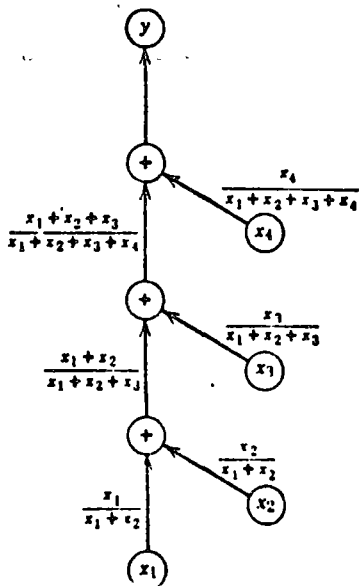 y
+
x4
x1 + x2 + x3 + x4
x4
x1 + x2 + x3
x1 + x2 + x3 + x4
+
x3
x1 + x2 + x3
x3
x1 + x2
x1 + x2 + x3
+
x2
x1 + x2
x2
x1
x1 + x2
x1